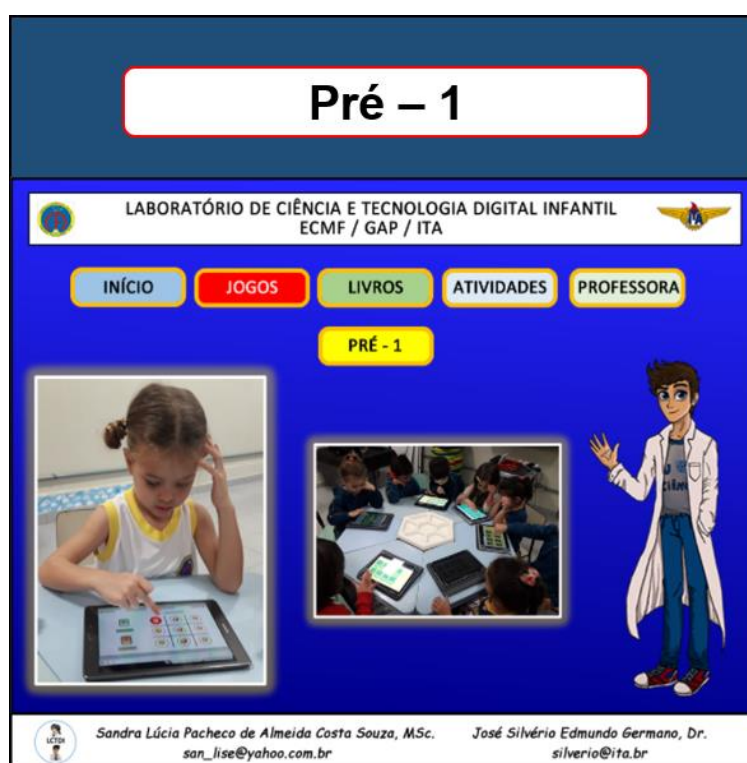 Pré – 1
LABORATÓRIO DE CIÊNCIA E TECNOLOGIA DIGITAL INFANTIL
ECMF / GAP / ITA
INÍCIO
JOGOS
LIVROS
ATIVIDADES
PROFESSORA
PRÉ - 1
Sandra Lúcia Pacheco de Almeida Costa Souza, MSc.
san_lise@yahoo.com.br
José Silvério Edmundo Germano, Dr.
silverio@ita.br
LCTDI